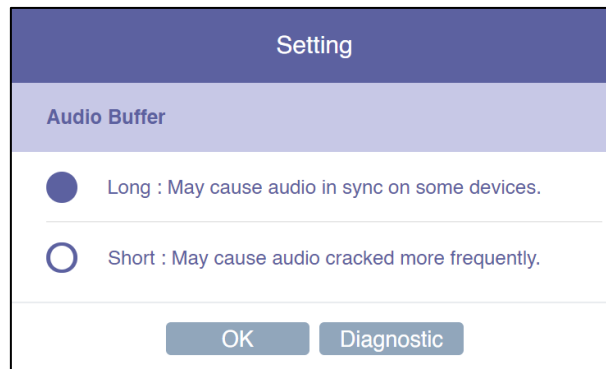 Setting
Audio Buffer
Long : May cause audio in sync on some devices.
Short : May cause audio cracked more frequently.
OK Diagnostic